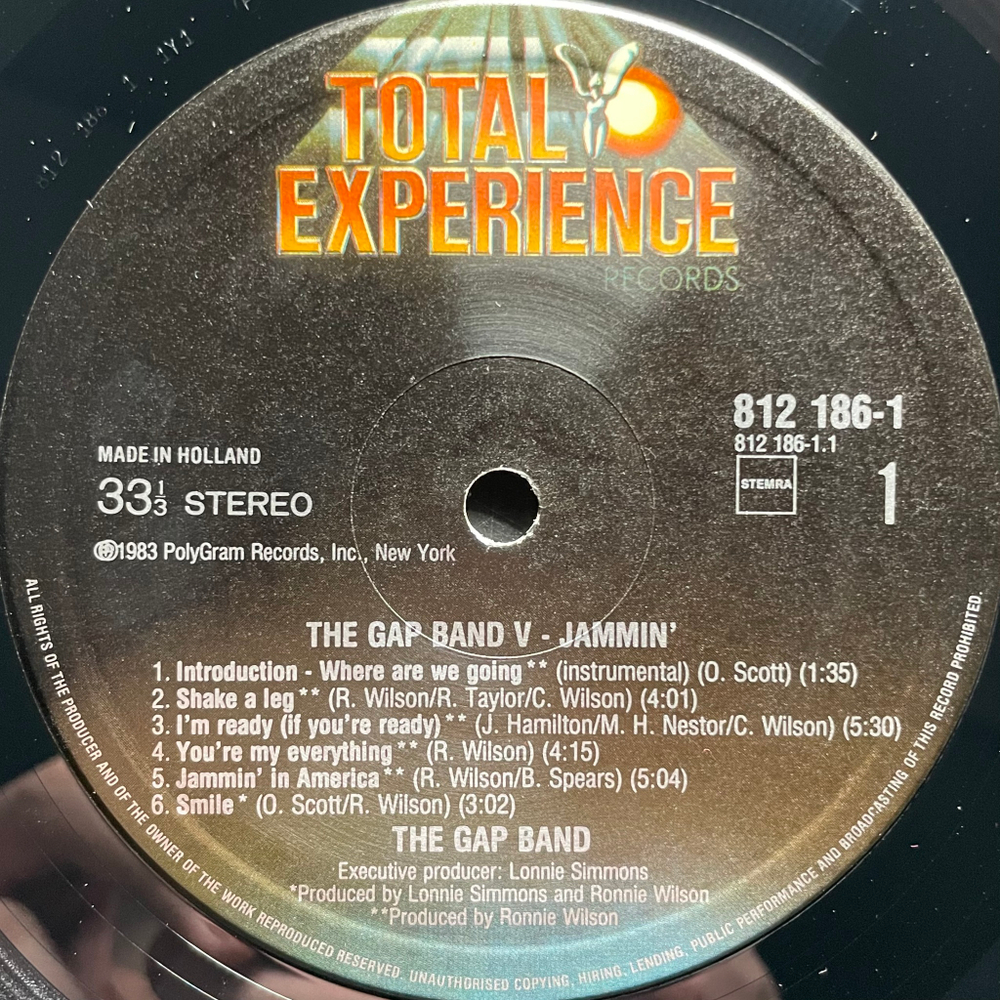 812 186 1 1Y1
TOTAL
EXPERIENCE
RECORDS
812 186-1
812 186-1.1
MADE IN HOLLAND
STEMRA
1
33⅓ STEREO
℗©1983 PolyGram Records, Inc., New York
THE GAP BAND V - JAMMIN'
1. Introduction - Where are we going** (instrumental) (O. Scott) (1:35)
2. Shake a leg** (R. Wilson/R. Taylor/C. Wilson) (4:01)
3. I'm ready (if you're ready)** (J. Hamilton/M. H. Nestor/C. Wilson) (5:30)
4. You're my everything** (R. Wilson) (4:15)
5. Jammin' in America** (R. Wilson/B. Spears) (5:04)
6. Smile* (O. Scott/R. Wilson) (3:02)
THE GAP BAND
Executive producer: Lonnie Simmons
*Produced by Lonnie Simmons and Ronnie Wilson
**Produced by Ronnie Wilson
ALL RIGHTS OF THE PRODUCER AND OF THE OWNER OF THE WORK REPRODUCED RESERVED. UNAUTHORISED COPYING, HIRING, LENDING, PUBLIC PERFORMANCE AND BROADCASTING OF THIS RECORD PROHIBITED.